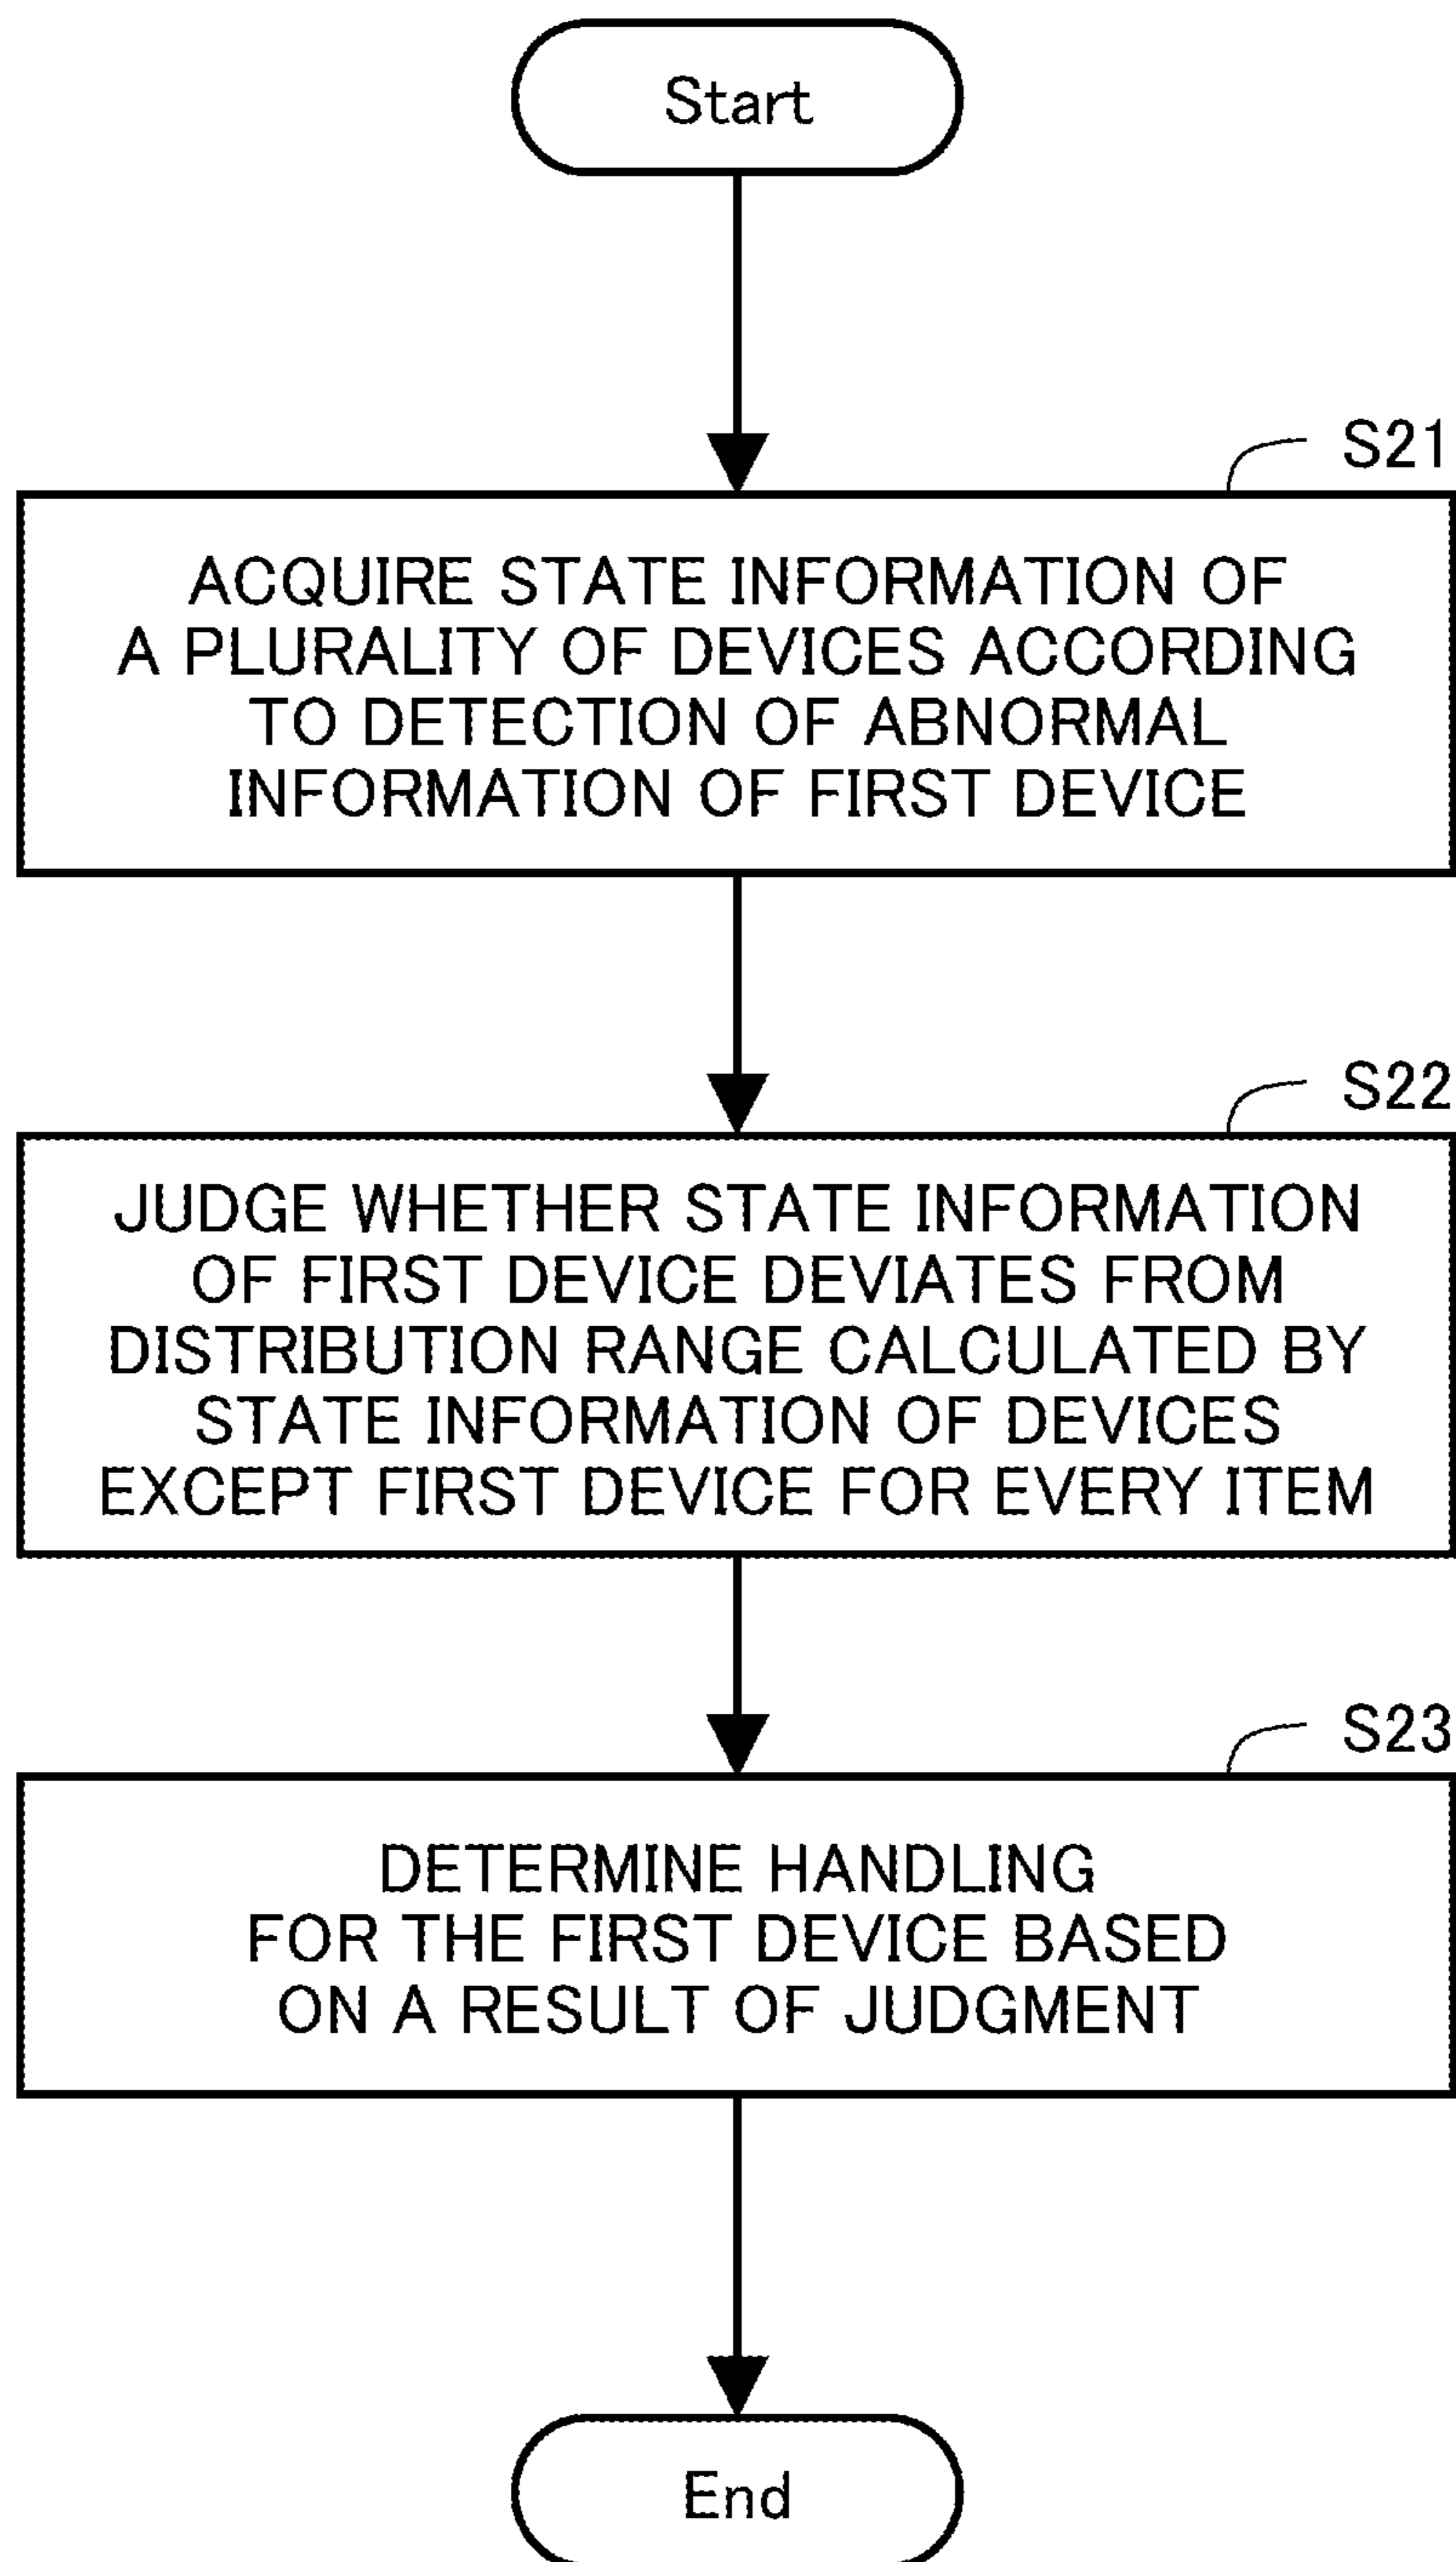 Start
S21
ACQUIRE STATE INFORMATION OF
A PLURALITY OF DEVICES ACCORDING
TO DETECTION OF ABNORMAL
INFORMATION OF FIRST DEVICE
S22
JUDGE WHETHER STATE INFORMATION
OF FIRST DEVICE DEVIATES FROM
DISTRIBUTION RANGE CALCULATED BY
STATE INFORMATION OF DEVICES
EXCEPT FIRST DEVICE FOR EVERY ITEM
S23
DETERMINE HANDLING
FOR THE FIRST DEVICE BASED
ON A RESULT OF JUDGMENT
End